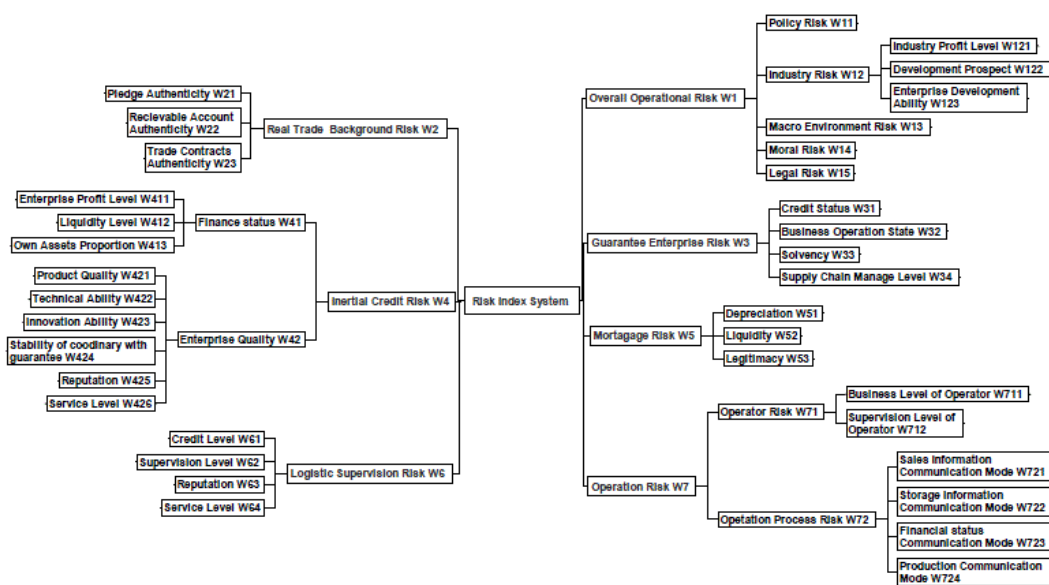 Risk Index System
Real Trade Background Risk W2
Pledge Authenticity W21
Recievable Account
Authenticity W22
Trade Contracts
Authenticity W23
Inertial Credit Risk W4
Finance status W41
Enterprise Profit Level W411
Liquidity Level W412
Own Assets Proportion W413
Enterprise Quality W42
Product Quality W421
Technical Ability W422
Innovation Ability W423
Stability of coodinary with
guarantee W424
Reputation W425
Service Level W426
Logistic Supervision Risk W6
Credit Level W61
Supervision Level W62
Reputation W63
Service Level W64
Overall Operational Risk W1
Policy Risk W11
Industry Risk W12
Industry Profit Level W121
Development Prospect W122
Enterprise Development
Ability W123
Macro Environment Risk W13
Moral Risk W14
Legal Risk W15
Guarantee Enterprise Risk W3
Credit Status W31
Business Operation State W32
Solvency W33
Supply Chain Manage Level W34
Mortagage Risk W5
Depreciation W51
Liquidity W52
Legitimacy W53
Operation Risk W7
Operator Risk W71
Business Level of Operator W711
Supervision Level of
Operator W712
Opetation Process Risk W72
Sales Information
Communication Mode W721
Storage Information
Communication Mode W722
Financial status
Communication Mode W723
Production Communication
Mode W724